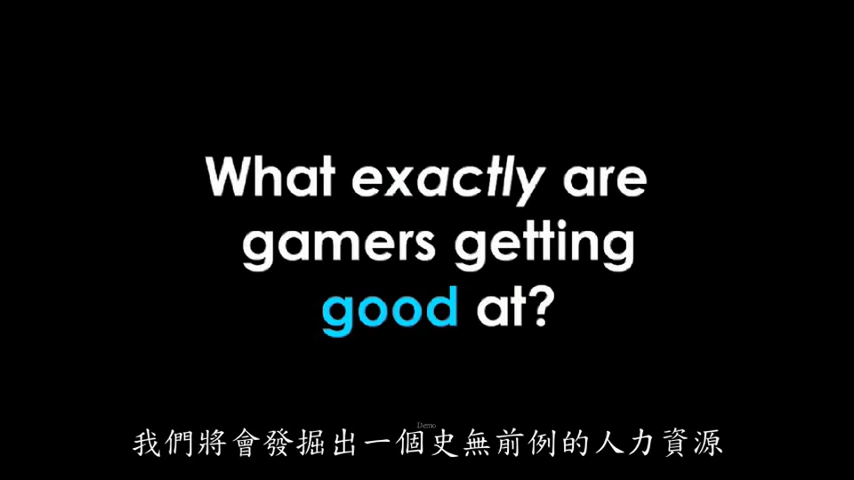 What exactly are
gamers getting
good at?
Demo
我們將會發掘出一個史無前例的人力資源